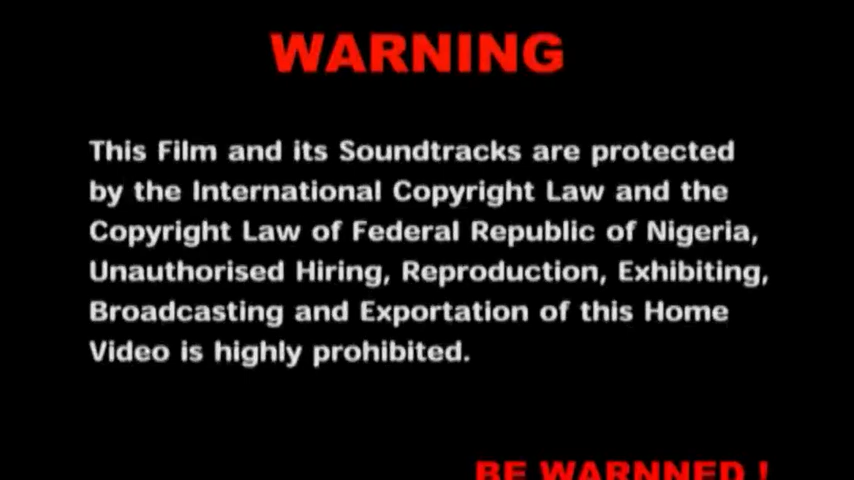 WARNING
This Film and its Soundtracks are protected
by the International Copyright Law and the
Copyright Law of Federal Republic of Nigeria,
Unauthorised Hiring, Reproduction, Exhibiting,
Broadcasting and Exportation of this Home
Video is highly prohibited.
BE WARNNED !